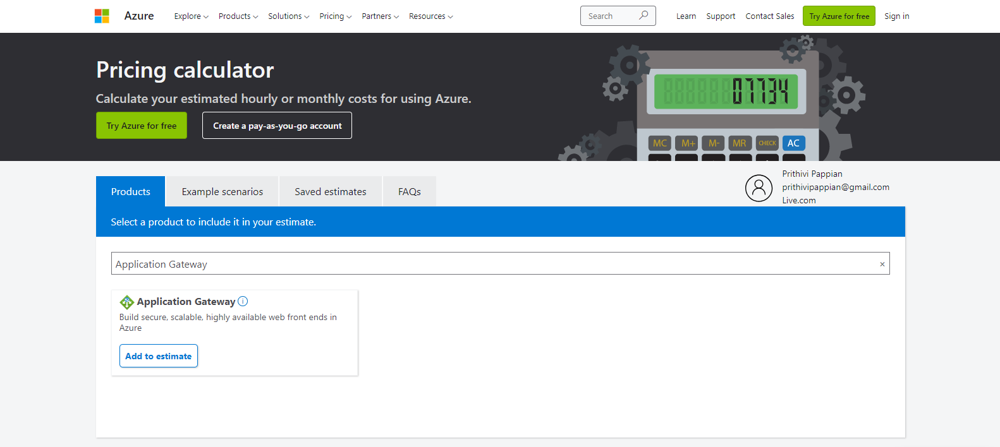 Azure
Explore Products Solutions Pricing Partners Resources
Search
Learn Support Contact Sales Try Azure for free Sign in
Pricing calculator
Calculate your estimated hourly or monthly costs for using Azure.
Try Azure for free Create a pay-as-you-go account
07734
MC M+ M- MR CHECK AC
Products Example scenarios Saved estimates FAQs
Prithivi Pappian
prithivipappian@gmail.com
Live.com
Select a product to include it in your estimate.
Application Gateway ×
Application Gateway
Build secure, scalable, highly available web front ends in
Azure
Add to estimate